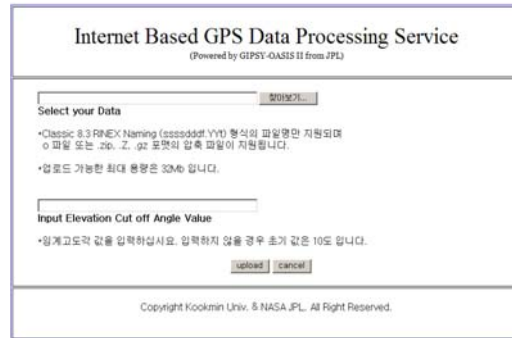 Internet Based GPS Data Processing Service
(Powered by GIPSY-OASIS II from JPL)
찾아보기...
Select your Data
•Classic 8.3 RINEX Naming (ssssdddf.YYt) 형식의 파일명만 지원되며
o 파일 또는 .zip, .Z, .gz 포맷의 압축 파일이 지원됩니다.
•업로드 가능한 최대 용량은 32Mb 입니다.
Input Elevation Cut off Angle Value
•임계고도각 값을 입력하십시요. 입력하지 않을 경우 초기 값은 10도 입니다.
upload cancel
Copyright Kookmin Univ. & NASA JPL, All Right Reserved.